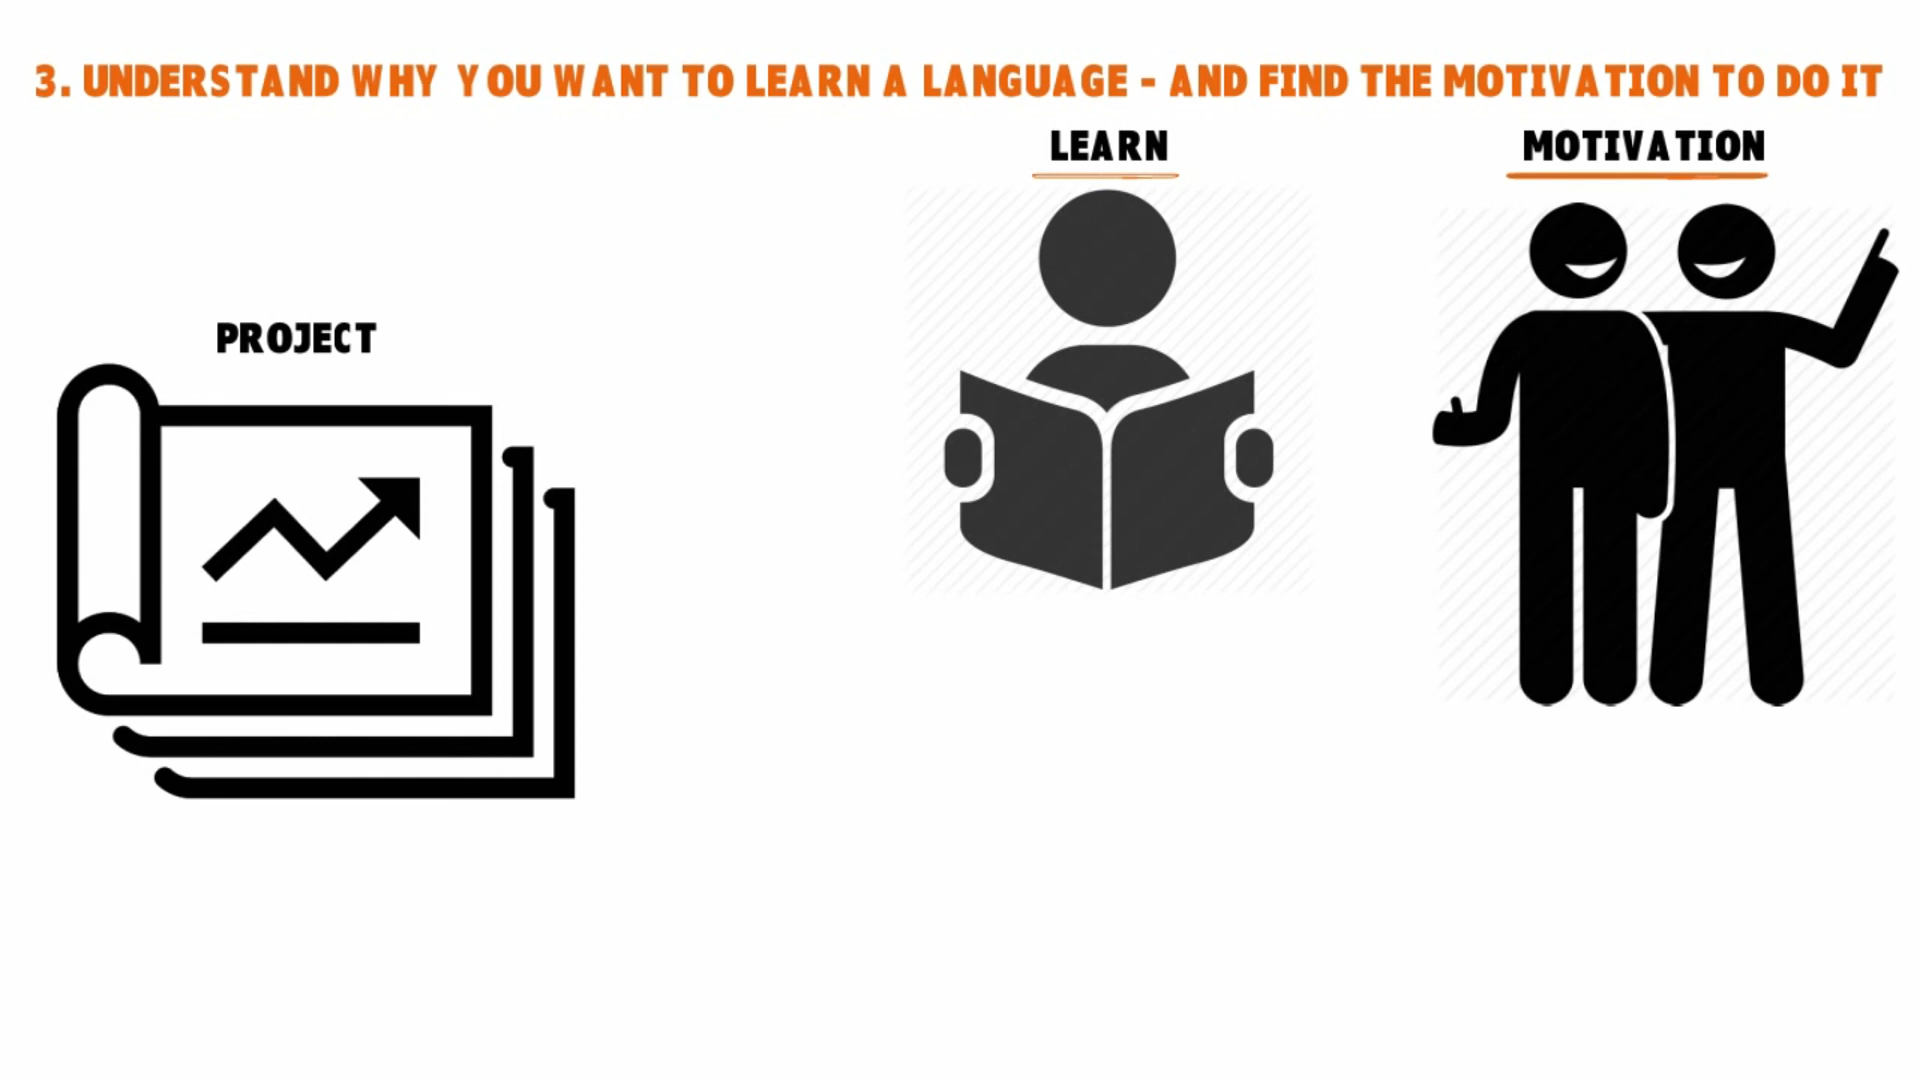 3. UNDERSTAND WHY YOU WANT TO LEARN A LANGUAGE - AND FIND THE MOTIVATION TO DO IT
LEARN
MOTIVATION
PROJECT